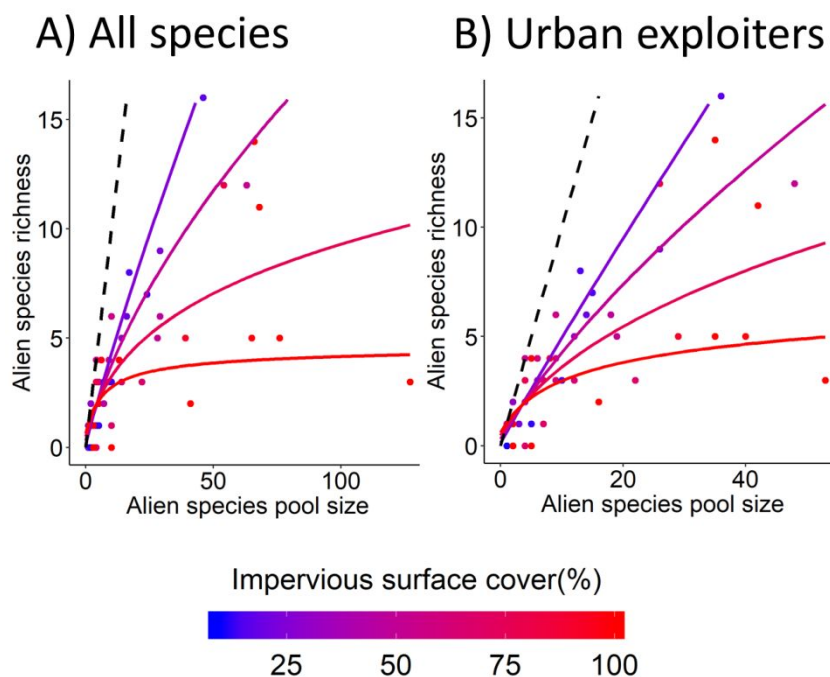 A) All species
B) Urban exploiters
15
10
5
0
Alien species richness
0
50
100
Alien species pool size
15
10
5
0
Alien species richness
0
20
40
Alien species pool size
Impervious surface cover(%)
25
50
75
100